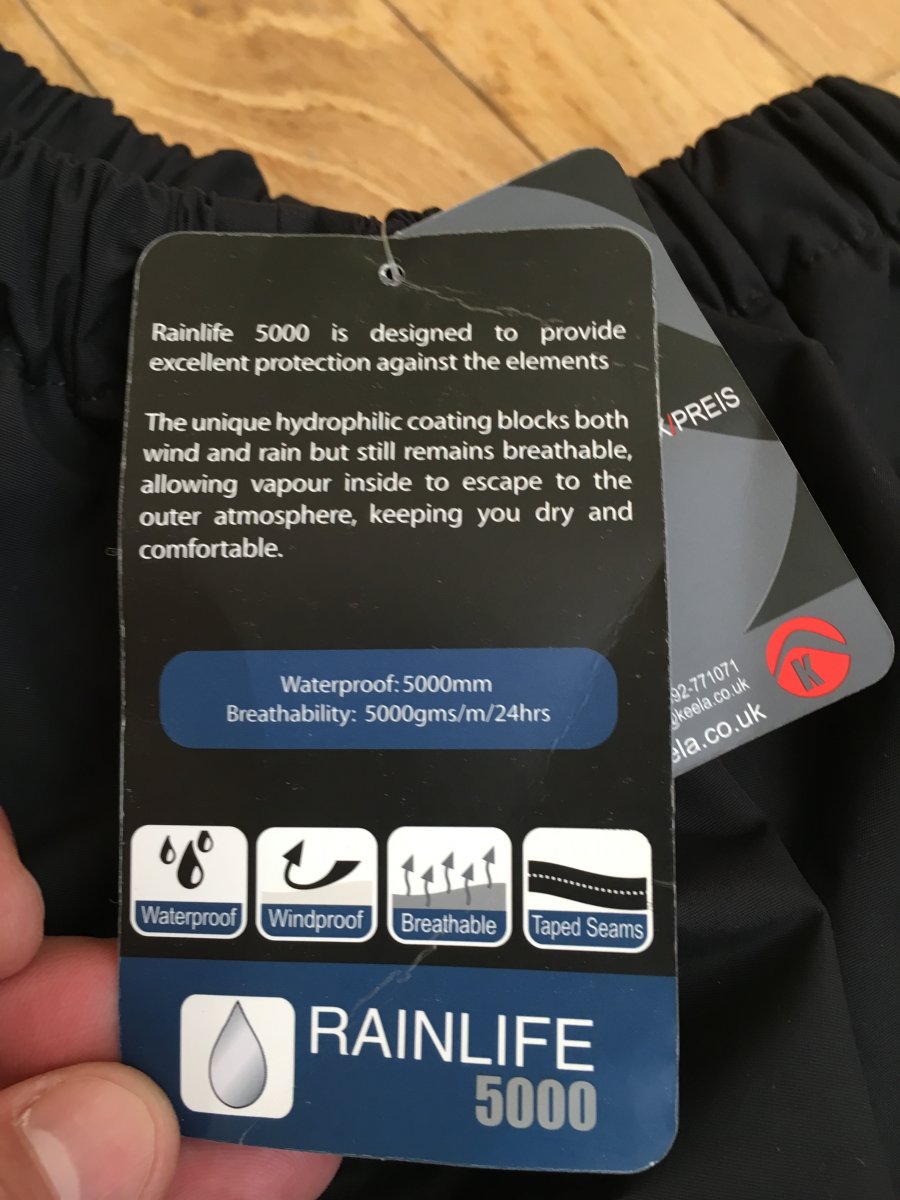 Rainlife 5000 is designed to provide
excellent protection against the elements
The unique hydrophilic coating blocks both
wind and rain but still remains breathable,
allowing vapour inside to escape to the
outer atmosphere, keeping you dry and
comfortable.
Waterproof: 5000mm
Breathability: 5000gms/m/24hrs
Waterproof
Windproof
Breathable
Taped Seams
RAINLIFE
5000
/PREIS
92-771071
@keela.co.uk
ela.co.uk
K